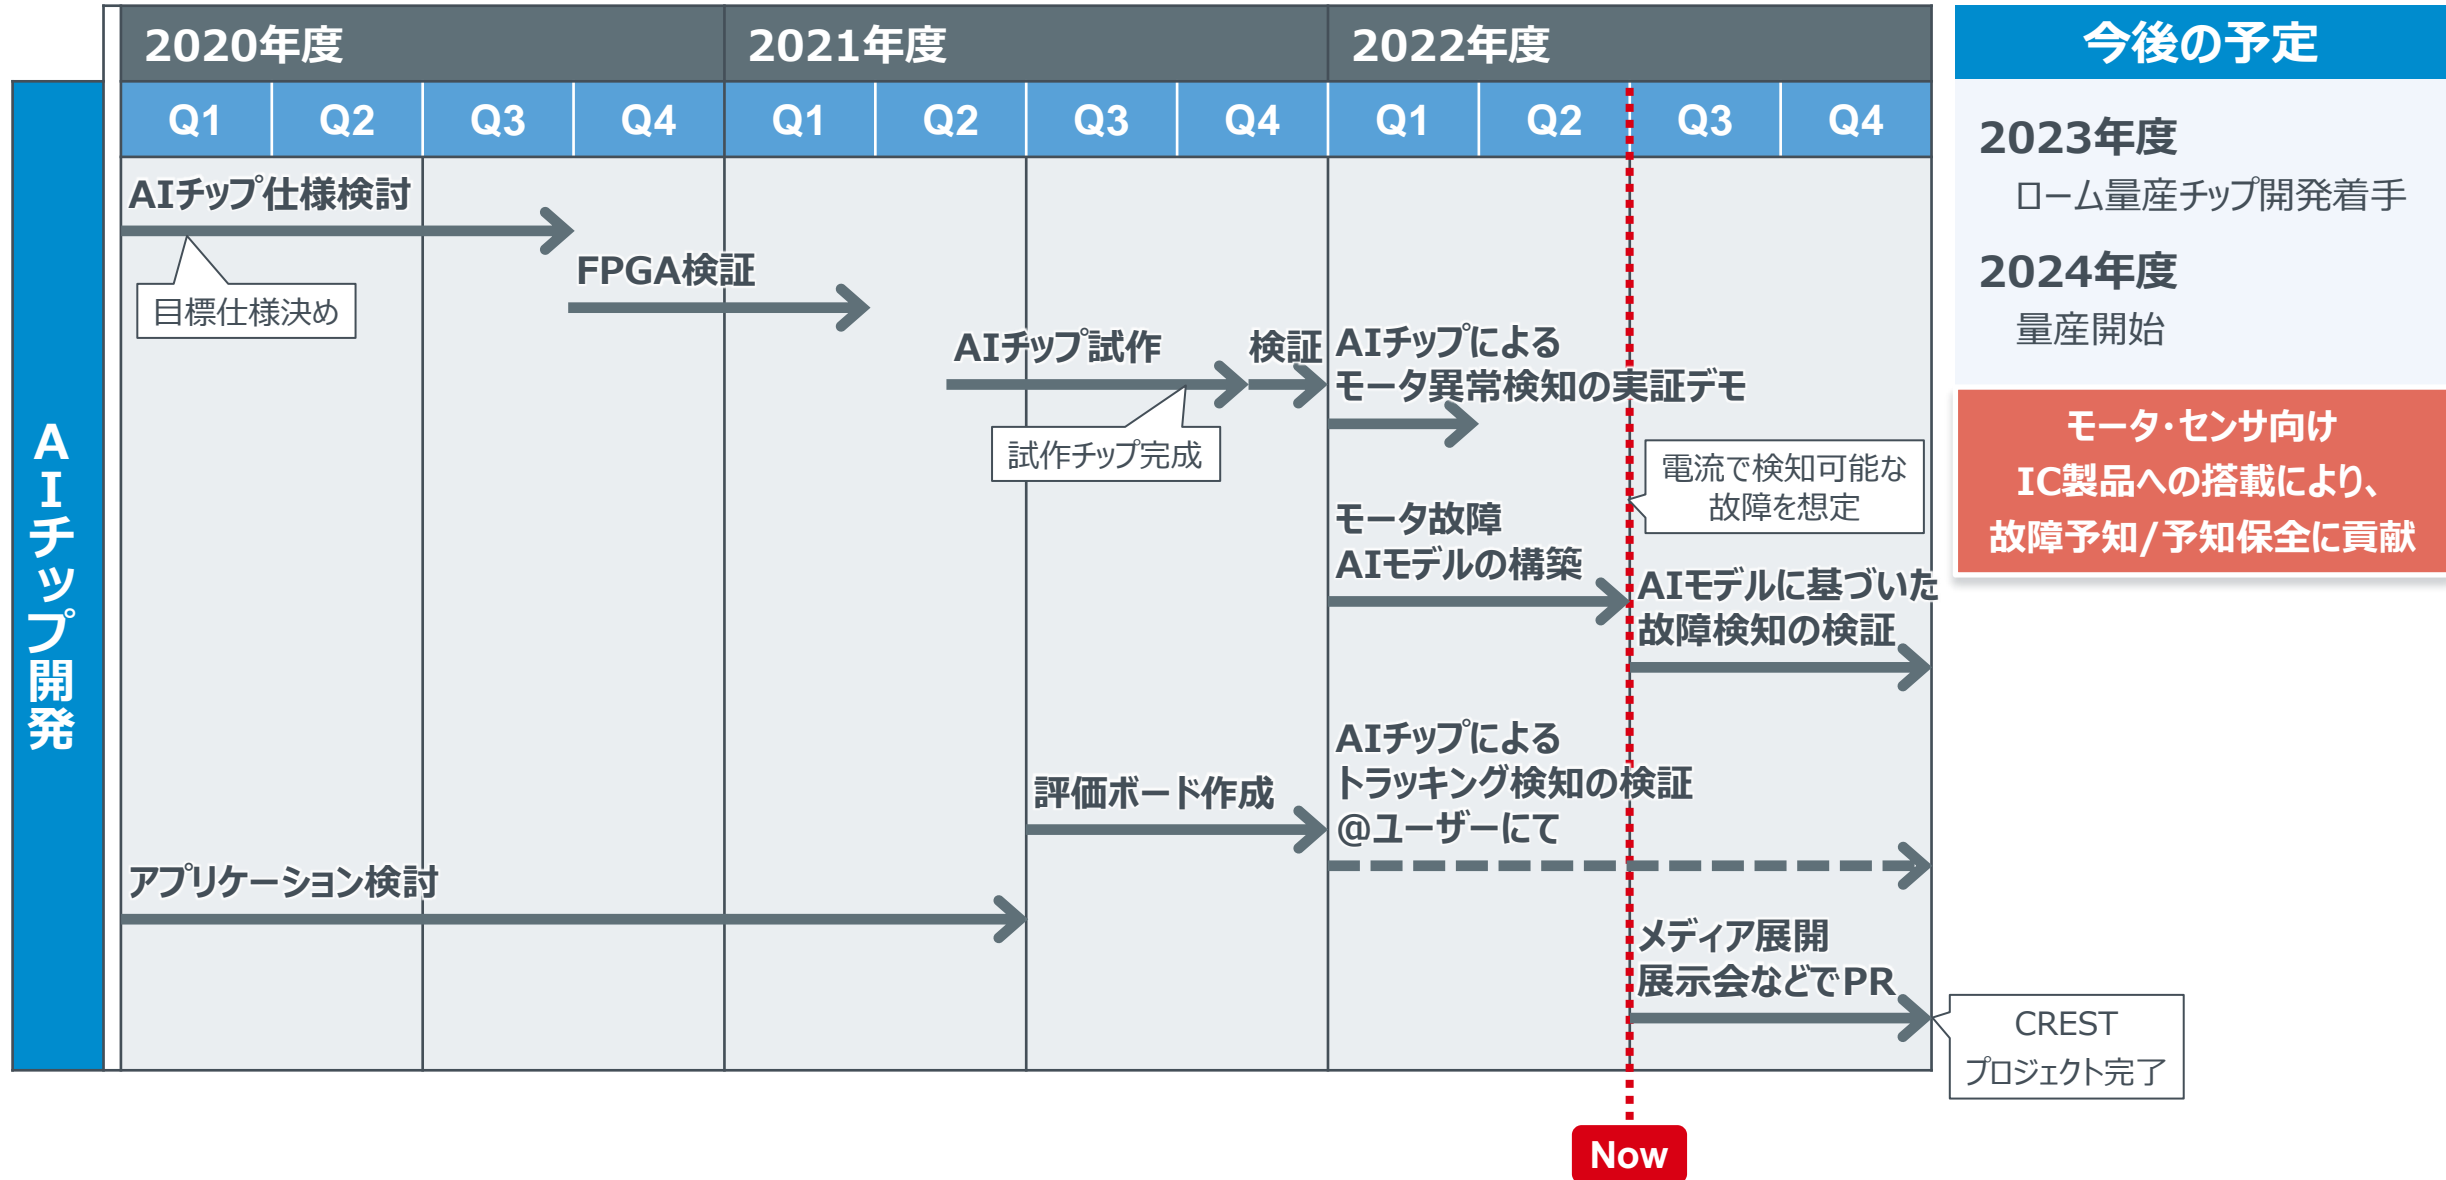 2020年度
2021年度
2022年度
Q1
Q2
Q3
Q4
Q1
Q2
Q3
Q4
Q1
Q2
Q3
Q4
AIチップ開発
AIチップ仕様検討
目標仕様決め
FPGA検証
AIチップ試作
試作チップ完成
検証
AIチップによる
モータ異常検知の実証デモ
電流で検知可能な
故障を想定
モータ故障
AIモデルの構築
AIモデルに基づいた
故障検知の検証
AIチップによる
トラッキング検知の検証
@ユーザーにて
評価ボード作成
アプリケーション検討
メディア展開
展示会などでPR
CREST
プロジェクト完了
Now
今後の予定
2023年度
ローム量産チップ開発着手
2024年度
量産開始
モータ・センサ向け
IC製品への搭載により、
故障予知/予知保全に貢献